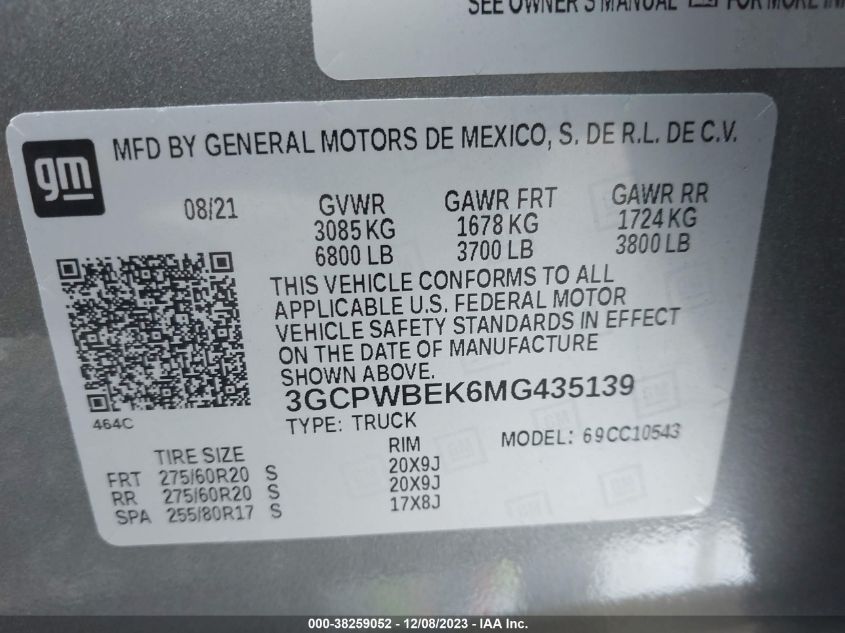 SEE OWNER'S MANUAL FOR MORE
gm
MFD BY GENERAL MOTORS DE MEXICO, S. DE R.L. DE C.V.
08/21 GVWR GAWR FRT GAWR RR
3085 KG 1678 KG 1724 KG
6800 LB 3700 LB 3800 LB
THIS VEHICLE CONFORMS TO ALL
APPLICABLE U.S. FEDERAL MOTOR
VEHICLE SAFETY STANDARDS IN EFFECT
ON THE DATE OF MANUFACTURE
SHOWN ABOVE.
3GCPWBEK6MG435139
464C
TYPE: TRUCK
MODEL: 69CC10543
TIRE SIZE RIM
FRT 275/60R20 S 20X9J
RR 275/60R20 S 20X9J
SPA 255/80R17 S 17X8J
000-38259052 - 12/08/2023 - IAA Inc.